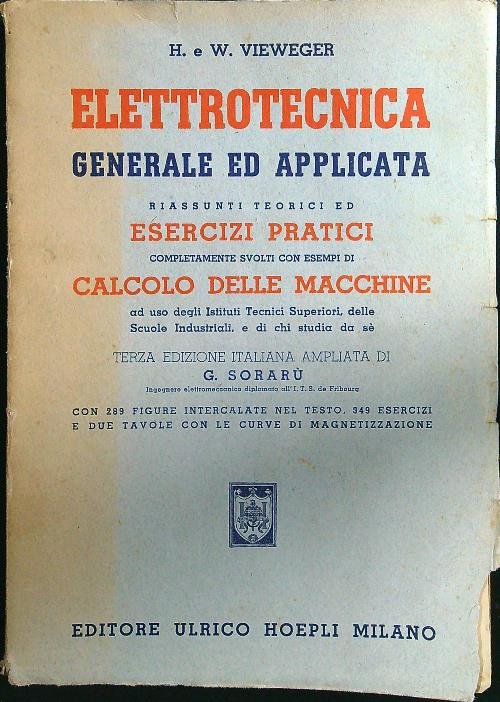 H. e W. VIEWEGER
ELETTROTECNICA
GENERALE ED APPLICATA
RIASSUNTI TEORICI ED
ESERCIZI PRATICI
COMPLETAMENTE SVOLTI CON ESEMPI DI
CALCOLO DELLE MACCHINE
ad uso degli Istituti Tecnici Superiori, delle
Scuole Industriali, e di chi studia da sè
TERZA EDIZIONE ITALIANA AMPLIATA DI
G. SORARÙ
Ingegnere elettromeccanico diplomato all'I. T. S. de Fribourg
CON 289 FIGURE INTERCALATE NEL TESTO, 349 ESERCIZI
E DUE TAVOLE CON LE CURVE DI MAGNETIZZAZIONE
EDITORE ULRICO HOEPLI MILANO